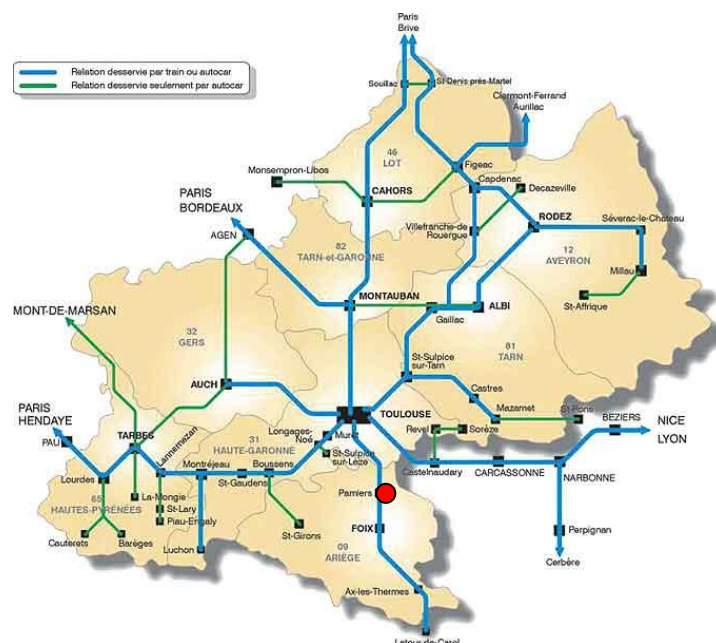 Paris
Brive
Relation desservie par train ou autocar
Relation desservie seulement par autocar
Souillac
St Denis près-Martel
Clermont-Ferrand
Aurillac
46
LOT
Monsempron-Libos
Figeac
Capdenac
Decazeville
CAHORS
PARIS
BORDEAUX
AGEN
82
TARN-et-GARONNE
Villefranche-de
Rouergue
RODEZ
Séverac-le-Chateau
12
AVEYRON
Millau
St-Affrique
MONT-DE-MARSAN
MONTAUBAN
ALBI
Gaillac
32
GERS
81
TARN
St-Sulpice
sur-Tarn
AUCH
Castres
Mazamet
St-Pons
TOULOUSE
PARIS
HENDAYE
PAU
TARBES
Lannemezan
31
HAUTE-GARONNE
Longages-
Noé
Muret
St-Sulpice
sur-Lèze
Revel
Sorèze
BEZIERS
NICE
LYON
Lourdes
Montréjeau
Boussens
St-Gaudens
Castelnaudary
CARCASSONNE
NARBONNE
65
HAUTES-PYRÉNÉES
La-Mongie
St-Lary
Piau-Engaly
Pamiers
Cauterets
Barèges
Luchon
St-Girons
FOIX
09
ARIÈGE
Perpignan
Cerbère
Ax-les-Thermes
Latour-de-Carol